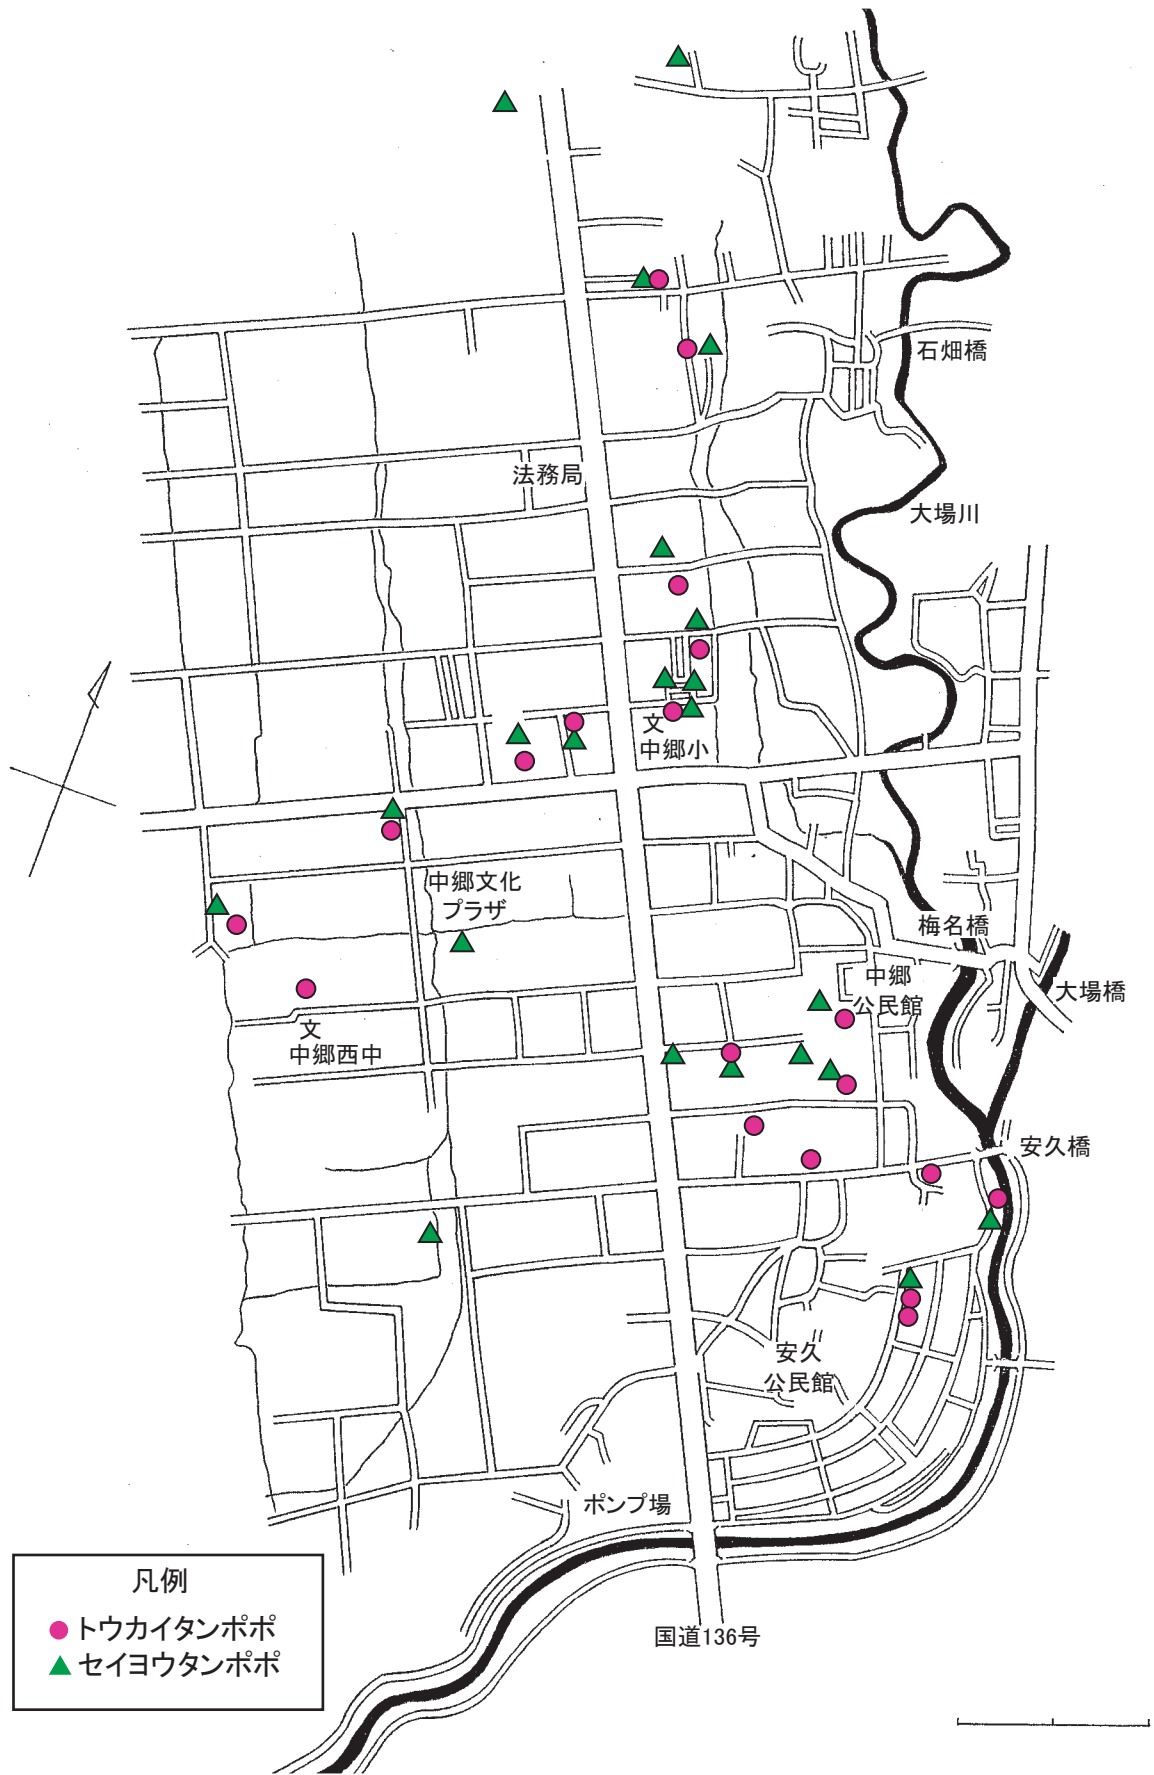 石畑橋
法務局
大場川
文
中郷小
中郷文化
プラザ
梅名橋
中郷
公民館
大場橋
文
中郷西中
安久橋
安久
公民館
ポンプ場
国道136号
凡例
トウカイタンポポ
セイヨウタンポポ